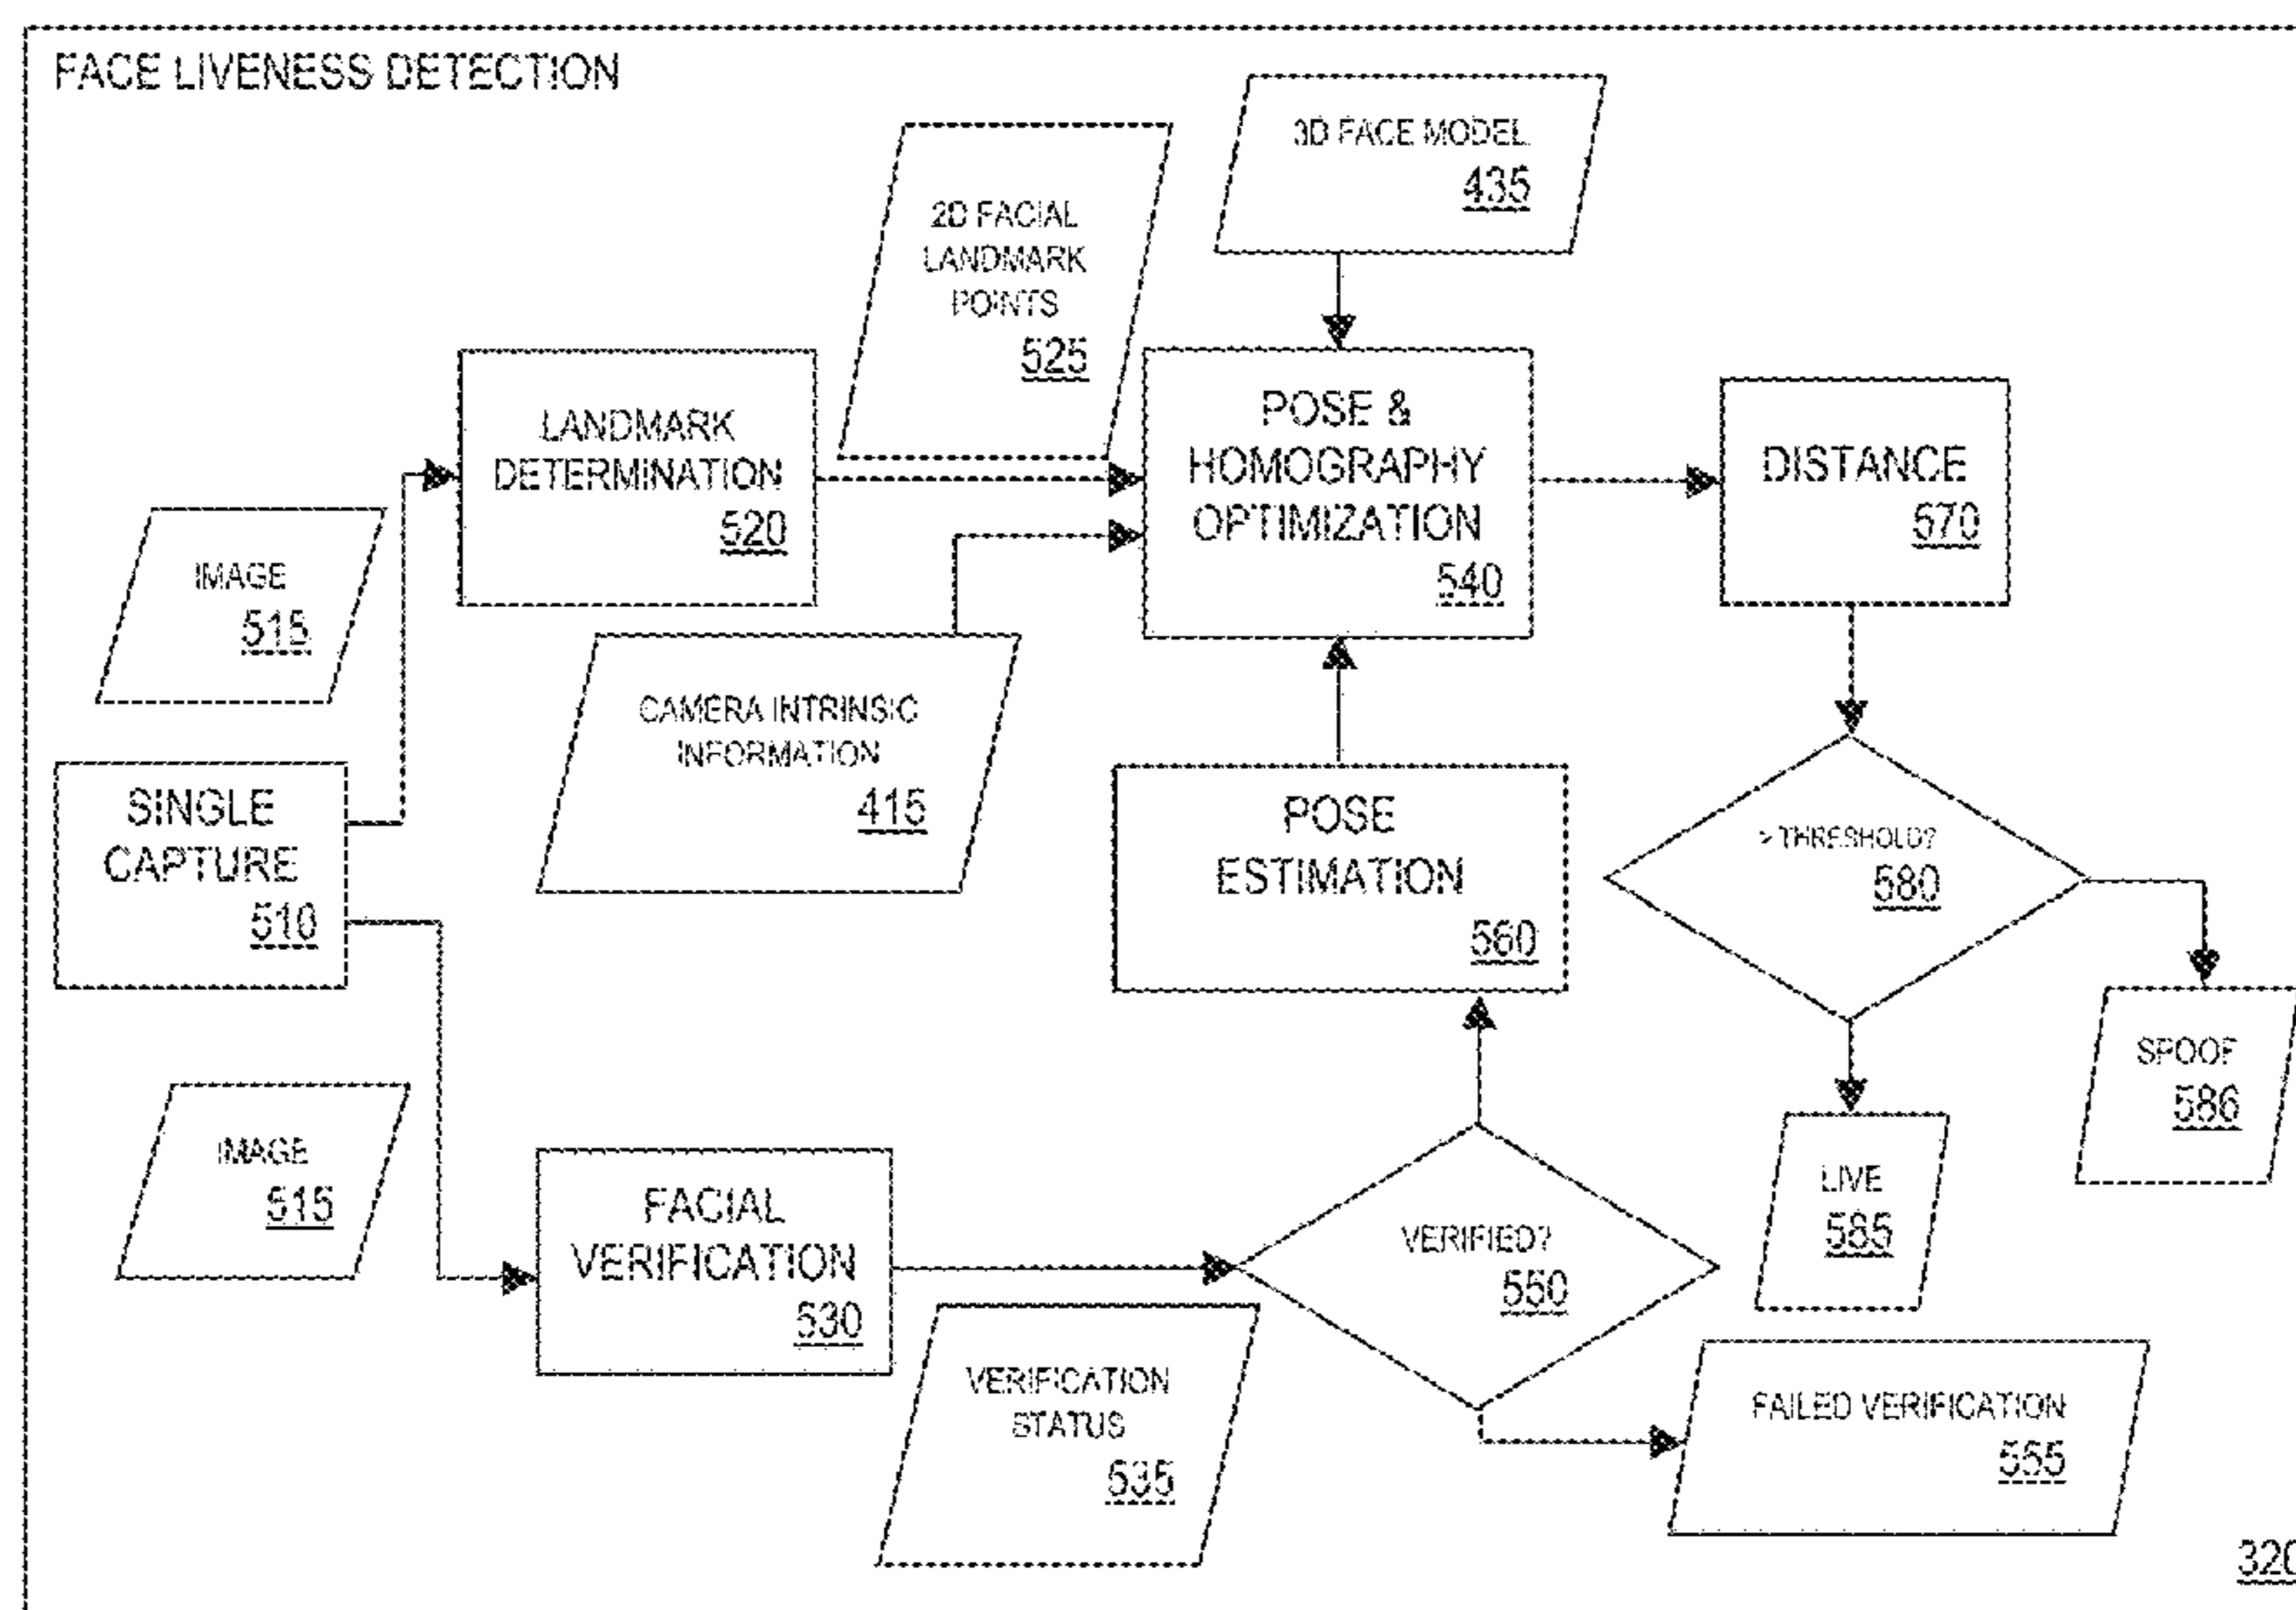 FACE LIVENESS DETECTION
3D FACE MODEL
435
2D FACIAL
LANDMARK
POINTS
525
LANDMARK
DETERMINATION
520
POSE &
HOMOGRAPHY
OPTIMIZATION
540
DISTANCE
570
IMAGE
515
CAMERA INTRINSIC
INFORMATION
415
SINGLE
CAPTURE
510
POSE
ESTIMATION
560
> THRESHOLD?
580
SPOOF
586
LIVE
585
IMAGE
515
FACIAL
VERIFICATION
530
VERIFIED?
550
VERIFICATION
STATUS
535
FAILED VERIFICATION
555
320